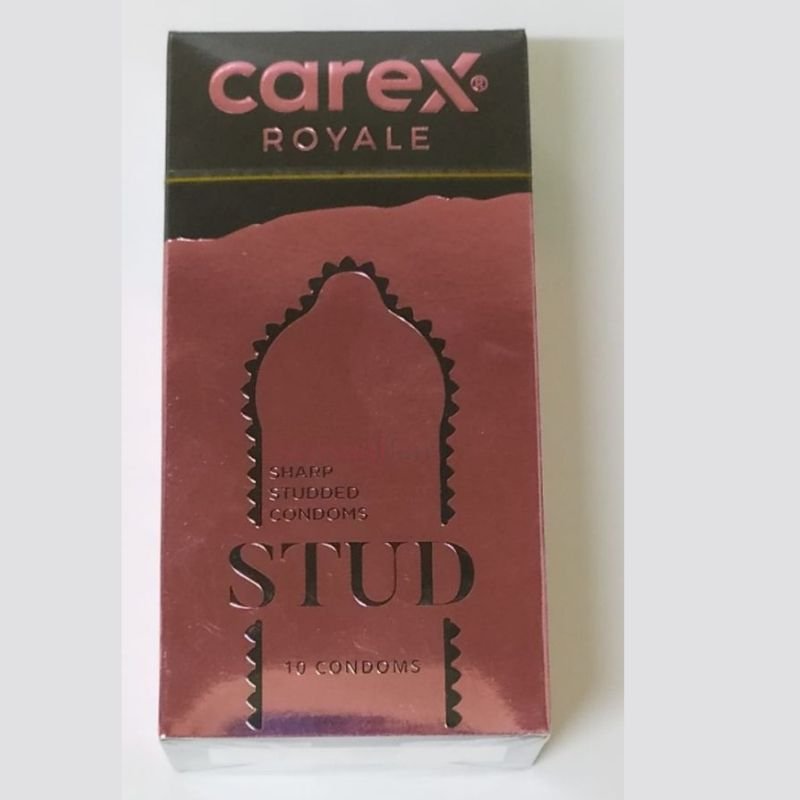 carex®
ROYALE
SHARP
STUDDED
CONDOMS
STUD
10 CONDOMS